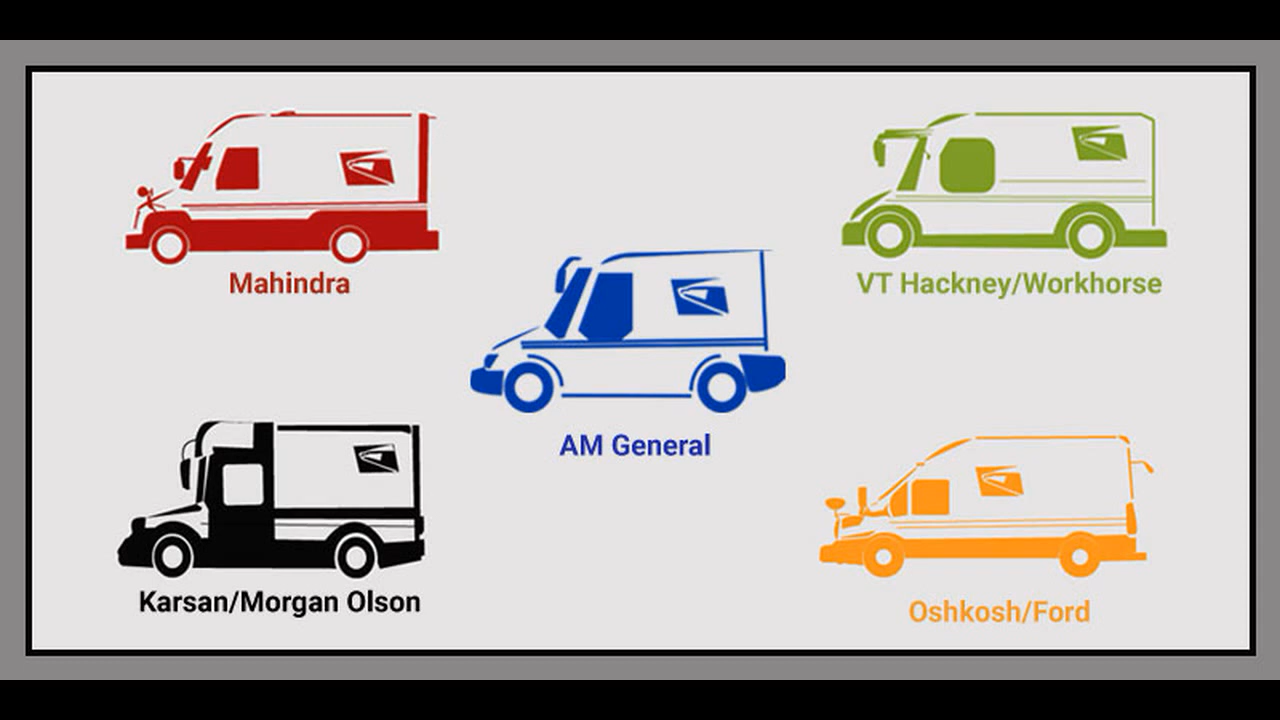 Mahindra
VT Hackney/Workhorse
AM General
Karsan/Morgan Olson
Oshkosh/Ford